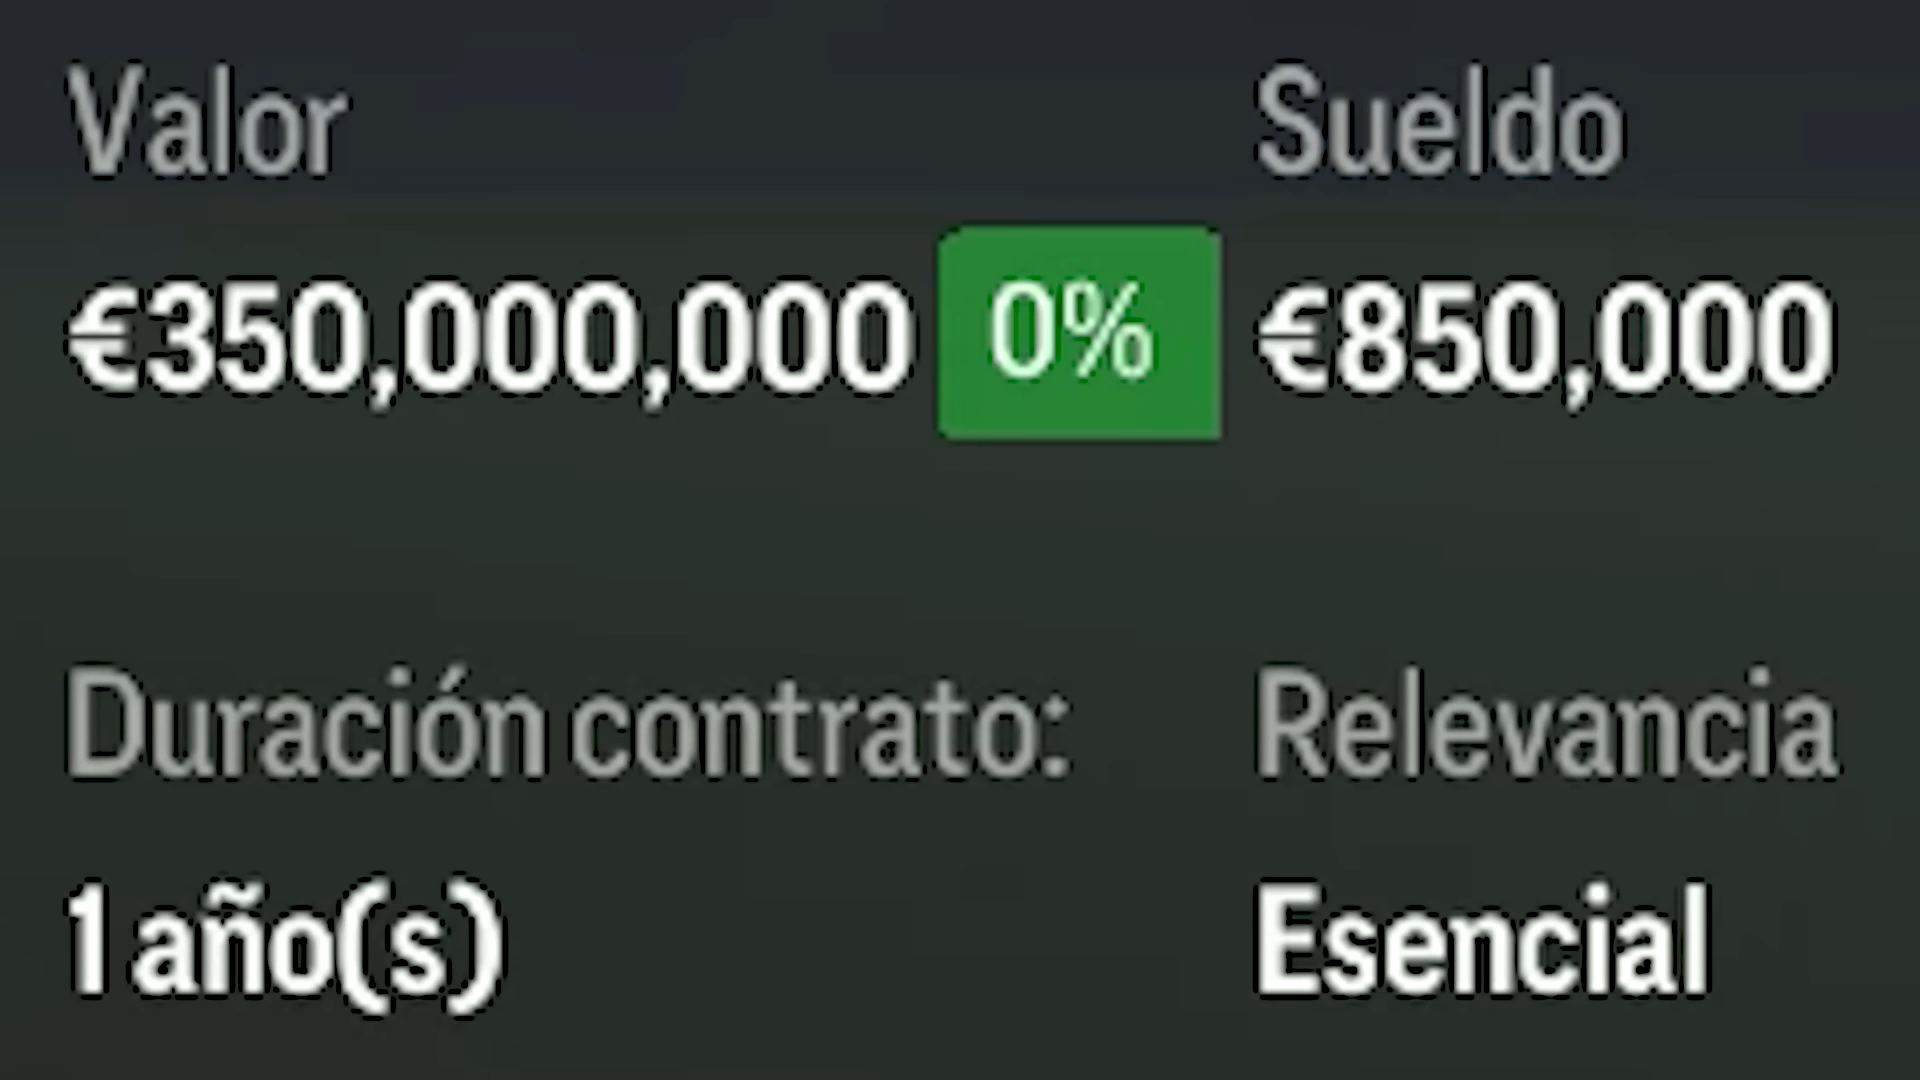 Valor Sueldo
€350,000,000 0% €850,000
Duración contrato: Relevancia
1 año(s) Esencial